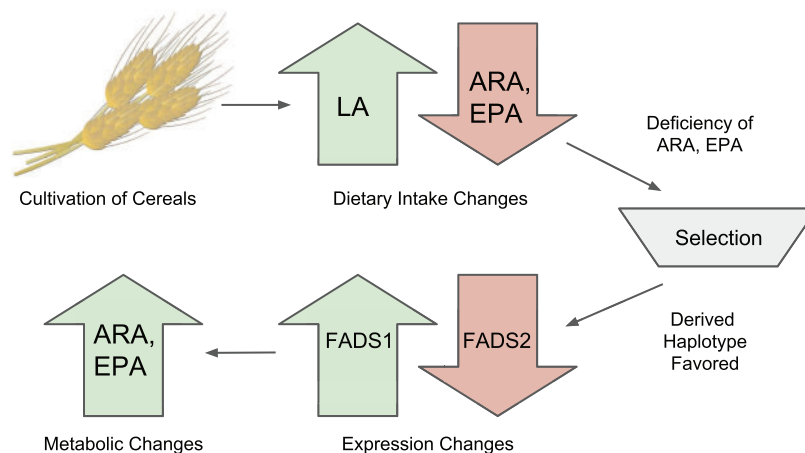 LA
ARA,
EPA
Deficiency of
ARA, EPA
Cultivation of Cereals
Dietary Intake Changes
Selection
Derived
Haplotype
Favored
FADS1
FADS2
ARA,
EPA
Metabolic Changes
Expression Changes